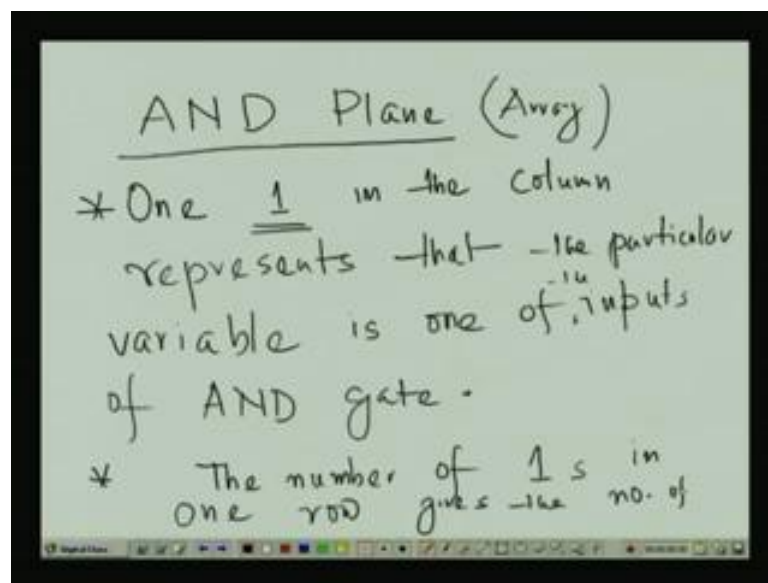 AND Plane (Array)
* One 1 in the column
represents that the particular
variable is one of the inputs
of AND gate.
* The number of 1s in
one row gives the no. of